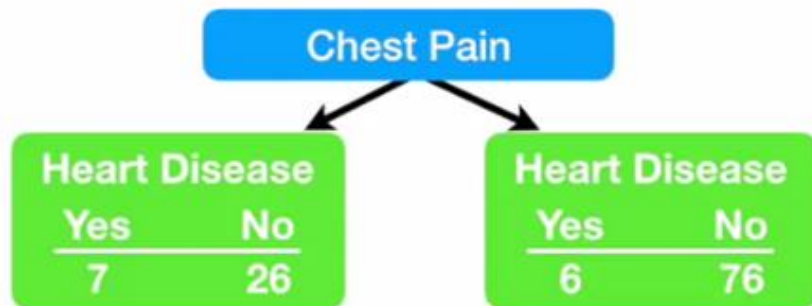 Chest Pain
Heart Disease
Yes No
7 26
Heart Disease
Yes No
6 76